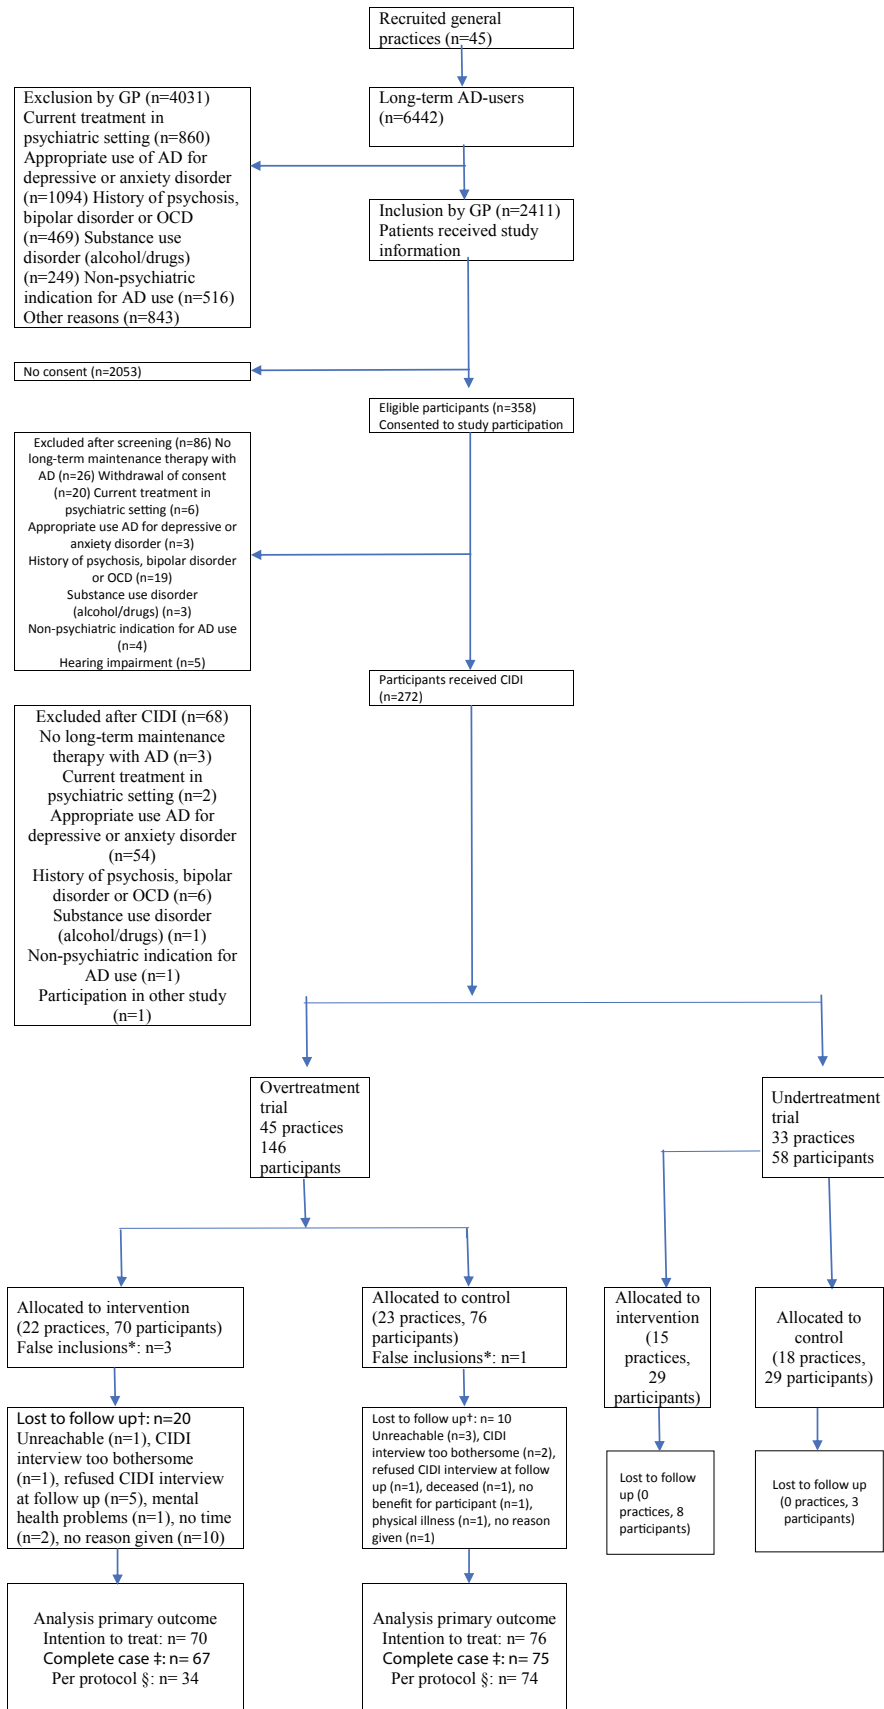 Recruited general
practices (n=45)
Exclusion by GP (n=4031)
Current treatment in
psychiatric setting (n=860)
Appropriate use of AD for
depressive or anxiety disorder
(n=1094) History of psychosis,
bipolar disorder or OCD
(n=469) Substance use
disorder (alcohol/drugs)
(n=249) Non-psychiatric
indication for AD use (n=516)
Other reasons (n=843)
Long-term AD-users
(n=6442)
Inclusion by GP (n=2411)
Patients received study
information
No consent (n=2053)
Eligible participants (n=358)
Consented to study participation
Excluded after screening (n=86) No
long-term maintenance therapy with
AD (n=26) Withdrawal of consent
(n=20) Current treatment in
psychiatric setting (n=6)
Appropriate use AD for depressive or
anxiety disorder (n=3)
History of psychosis, bipolar disorder
or OCD (n=19)
Substance use disorder
(alcohol/drugs) (n=3)
Non-psychiatric indication for AD use
(n=4)
Hearing impairment (n=5)
Participants received CIDI
(n=272)
Excluded after CIDI (n=68)
No long-term maintenance
therapy with AD (n=3)
Current treatment in
psychiatric setting (n=2)
Appropriate use AD for
depressive or anxiety disorder
(n=54)
History of psychosis, bipolar
disorder or OCD (n=6)
Substance use disorder
(alcohol/drugs) (n=1)
Non-psychiatric indication for
AD use (n=1)
Participation in other study
(n=1)
Overtreatment
trial
45 practices
146
participants
Undertreatment
trial
33 practices
58 participants
Allocated to intervention
(22 practices, 70 participants)
False inclusions*: n=3
Allocated to control
(23 practices, 76
participants)
False inclusions*: n=1
Allocated to
intervention
(15
practices,
29
participants)
Allocated to
control
(18 practices,
29 participants)
Lost to follow up†: n=20
Unreachable (n=1), CIDI
interview too bothersome
(n=1), refused CIDI interview
at follow up (n=5), mental
health problems (n=1), no time
(n=2), no reason given (n=10)
Lost to follow up†: n= 10
Unreachable (n=3), CIDI
interview too bothersome (n=2),
refused CIDI interview at follow
up (n=1), deceased (n=1), no
benefit for participant (n=1),
physical illness (n=1), no reason
given (n=1)
Lost to follow
up (0
practices, 8
participants)
Lost to follow up
(0 practices, 3
participants)
Analysis primary outcome
Intention to treat: n= 70
Complete case ‡: n= 67
Per protocol §: n= 34
Analysis primary outcome
Intention to treat: n= 76
Complete case ‡: n= 75
Per protocol §: n= 74